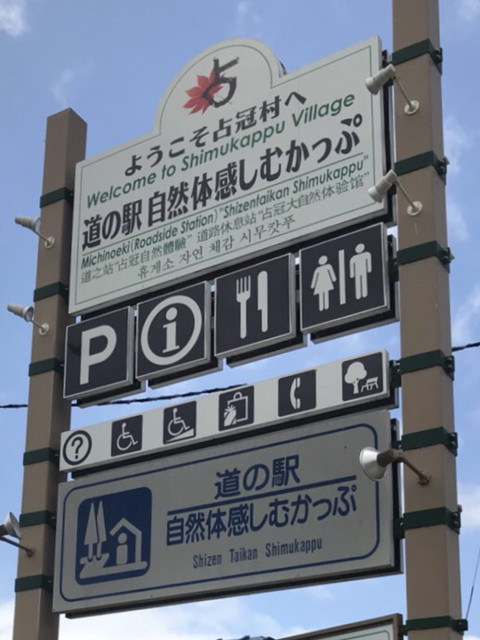 ようこそ占冠村へ
Welcome to Shimukappu Village
道の駅 自然体感しむかっぷ
Michinoeki(Roadside Station) "Shizentaikan Shimukappu"
道之站"占冠自然體驗" 道路休息站"占冠大自然体验馆"
휴게소 자연 체감 시무캇푸
P
i
?
道の駅
自然体感しむかっぷ
Shizen Taikan Shimukappu